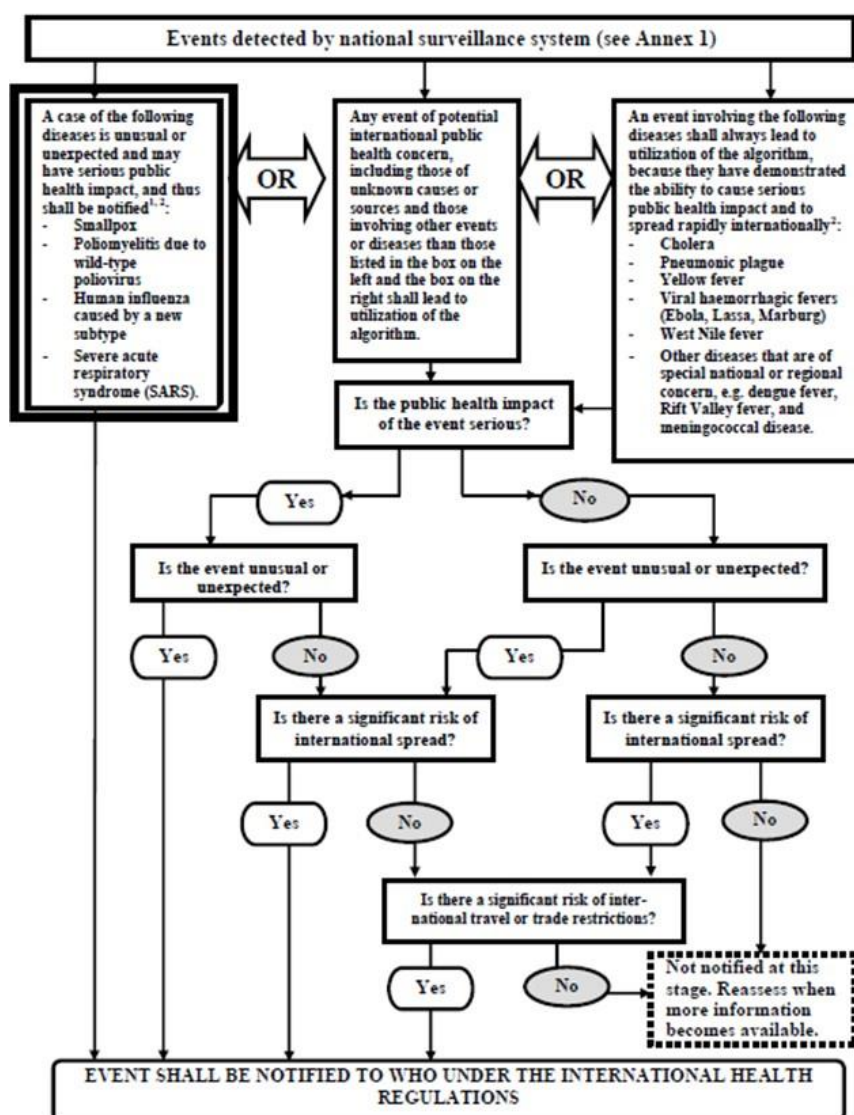 Events detected by national surveillance system (see Annex 1)
A case of the following
diseases is unusual or
unexpected and may
have serious public
health impact, and thus
shall be notified1, 2:
- Smallpox
- Poliomyelitis due to
wild-type
poliovirus
- Human influenza
caused by a new
subtype
- Severe acute
respiratory
syndrome (SARS).
OR
Any event of potential
international public
health concern,
including those of
unknown causes or
sources and those
involving other events
or diseases than those
listed in the box on the
left and the box on the
right shall lead to
utilization of the
algorithm.
OR
An event involving the following
diseases shall always lead to
utilization of the algorithm,
because they have demonstrated
the ability to cause serious
public health impact and to
spread rapidly internationally2:
- Cholera
- Pneumonic plague
- Yellow fever
- Viral haemorrhagic fevers
(Ebola, Lassa, Marburg)
- West Nile fever
- Other diseases that are of
special national or regional
concern, e.g. dengue fever,
Rift Valley fever, and
meningococcal disease.
Is the public health impact
of the event serious?
Yes
No
Is the event unusual or
unexpected?
Is the event unusual or unexpected?
Yes
No
Yes
No
Is there a significant risk of
international spread?
Is there a significant risk of
international spread?
Yes
No
Yes
No
Is there a significant risk of inter-
national travel or trade restrictions?
Yes
No
Not notified at this
stage. Reassess when
more information
becomes available.
EVENT SHALL BE NOTIFIED TO WHO UNDER THE INTERNATIONAL HEALTH
REGULATIONS